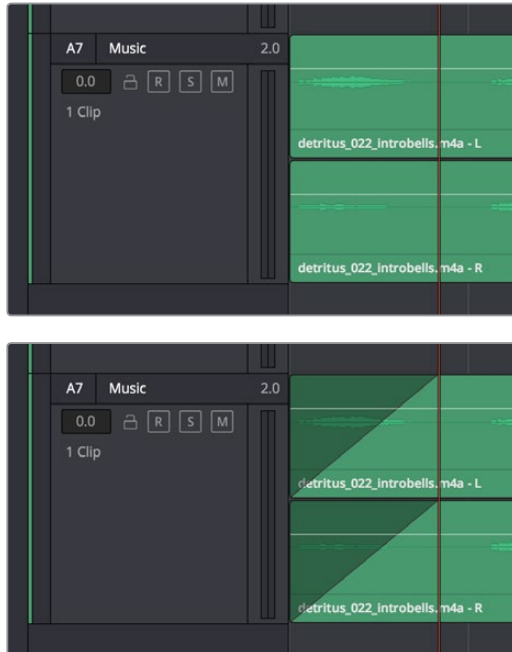 A7 Music 2.0
0.0 R S M
1 Clip
detritus_022_introbells.m4a - L
detritus_022_introbells.m4a - R
A7 Music 2.0
0.0 R S M
1 Clip
detritus_022_introbells.m4a - L
detritus_022_introbells.m4a - R